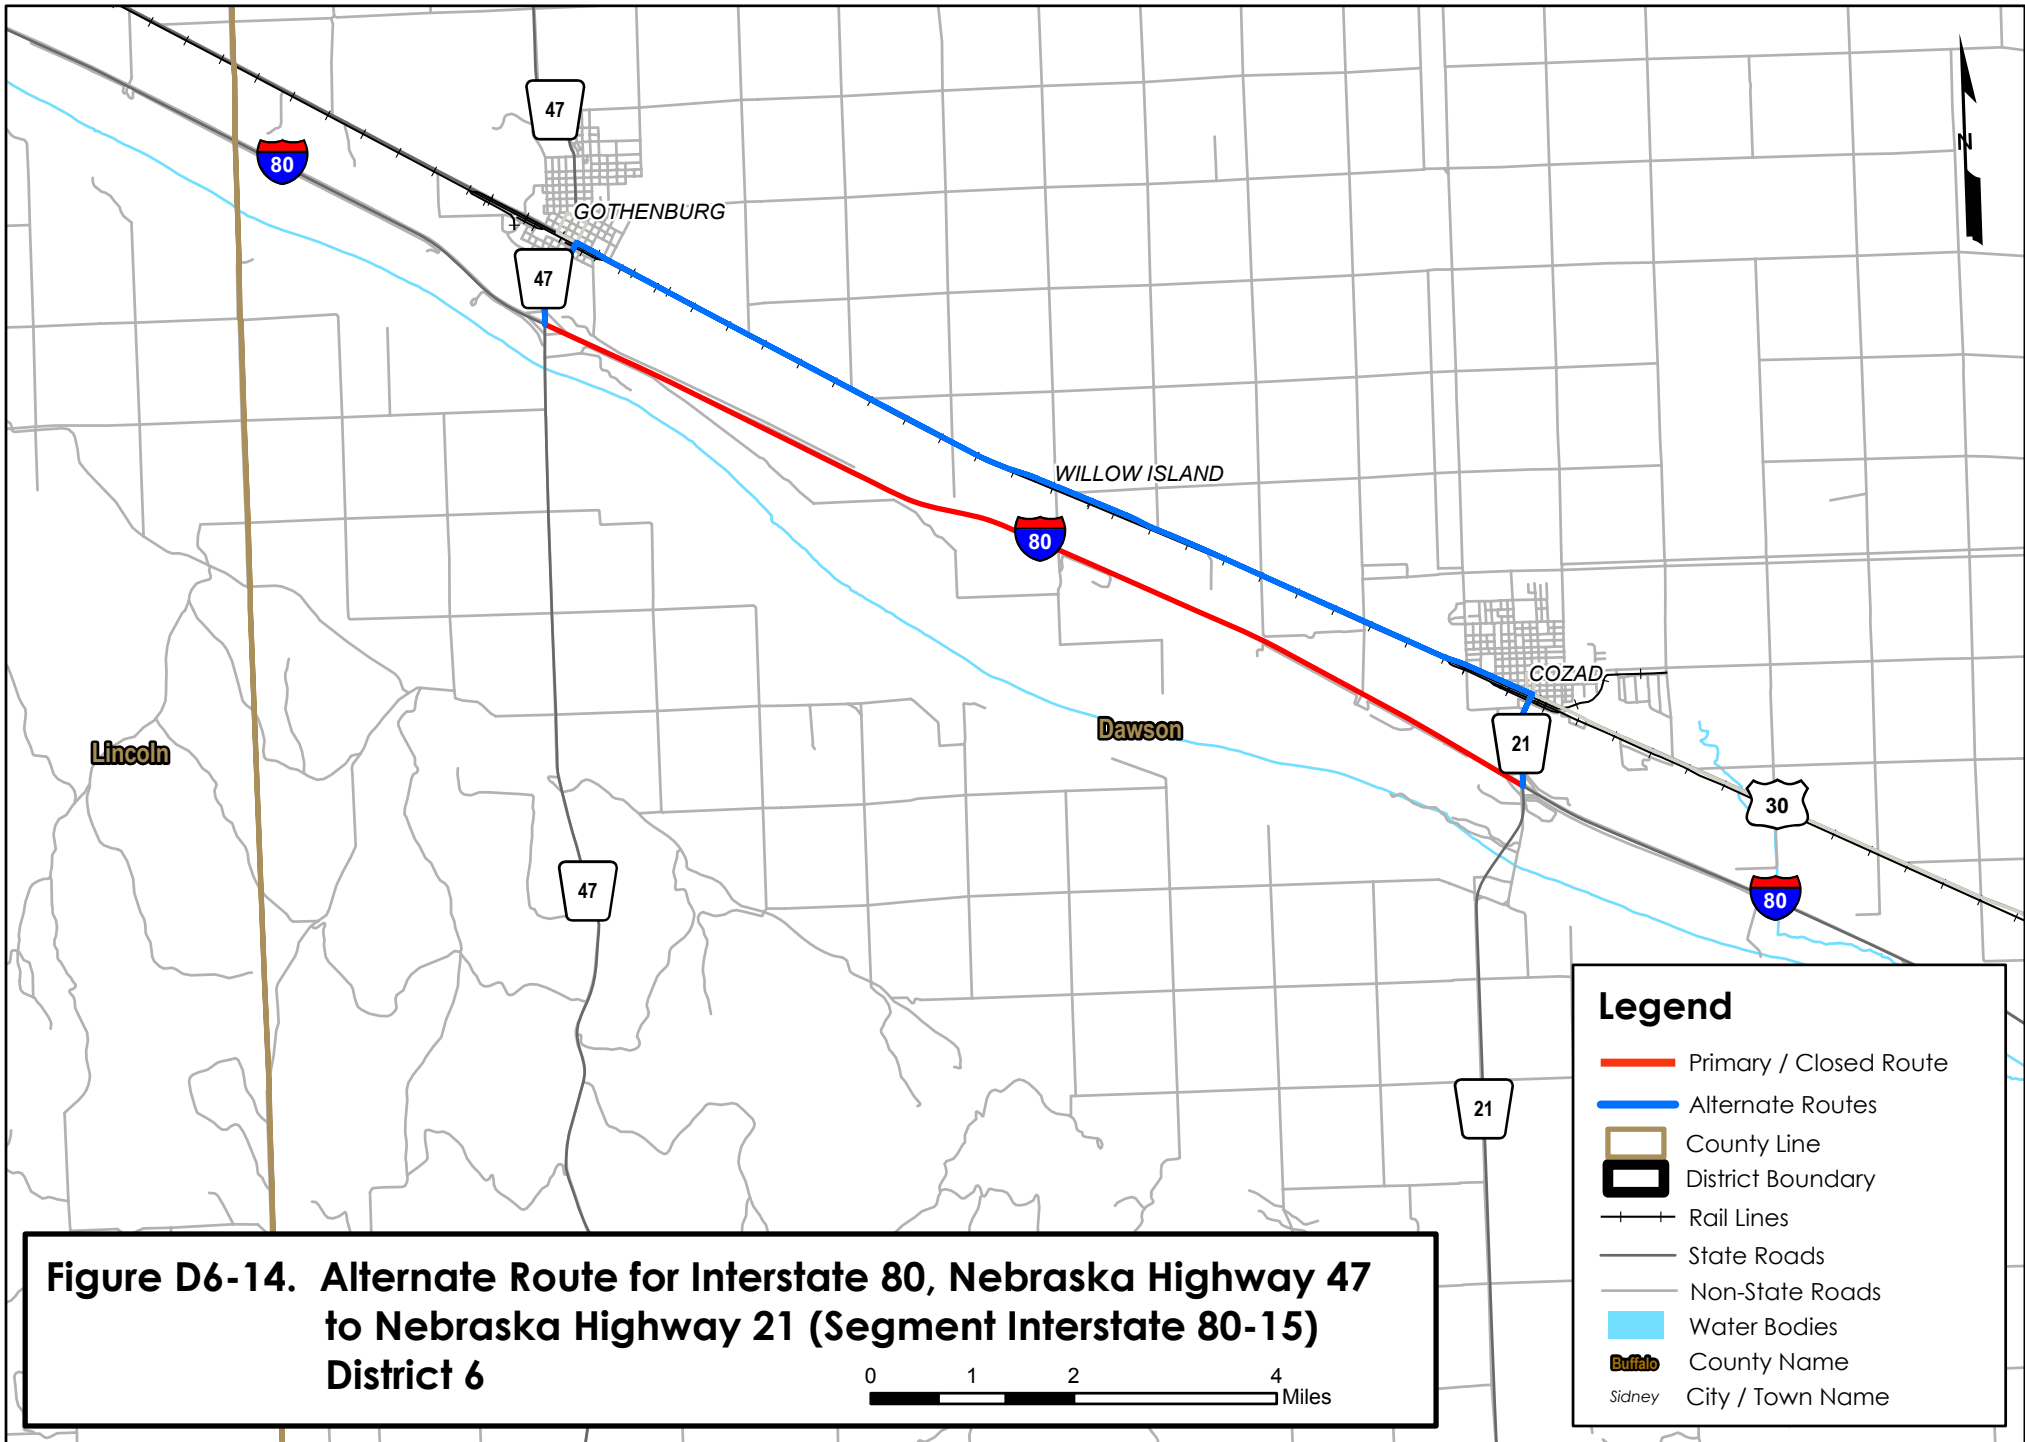 47
80
N
GOTHENBURG
47
WILLOW ISLAND
80
COZAD
Dawson
21
Lincoln
30
47
80
21
Legend
Primary / Closed Route
Alternate Routes
County Line
District Boundary
Rail Lines
State Roads
Non-State Roads
Water Bodies
Buffalo County Name
Sidney City / Town Name
Figure D6-14. Alternate Route for Interstate 80, Nebraska Highway 47
to Nebraska Highway 21 (Segment Interstate 80-15)
District 6
0 1 2 4
Miles